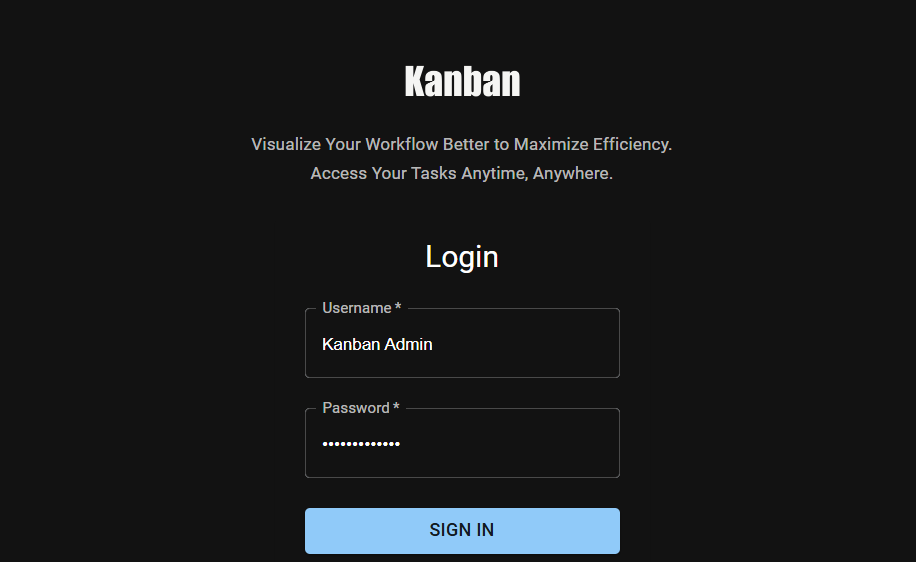 Kanban
Visualize Your Workflow Better to Maximize Efficiency.
Access Your Tasks Anytime, Anywhere.
Login
Username *
Kanban Admin
Password *
•••••••••••••
SIGN IN